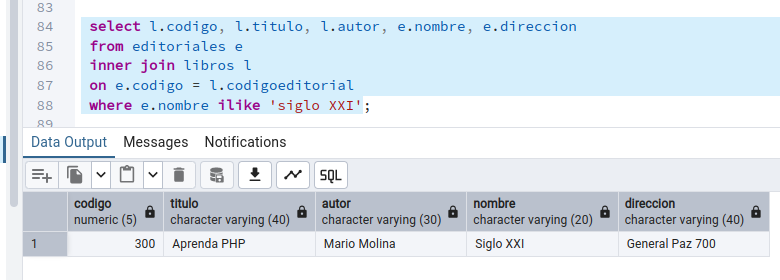 83
84 select l.codigo, l.titulo, l.autor, e.nombre, e.direccion
85 from editoriales e
86 inner join libros l
87 on e.codigo = l.codigoeditorial
88 where e.nombre ilike 'siglo XXI';
89
Data Output Messages Notifications
SQL
codigo titulo autor nombre direccion
numeric (5) character varying (40) character varying (30) character varying (20) character varying (40)
1 300 Aprenda PHP Mario Molina Siglo XXI General Paz 700